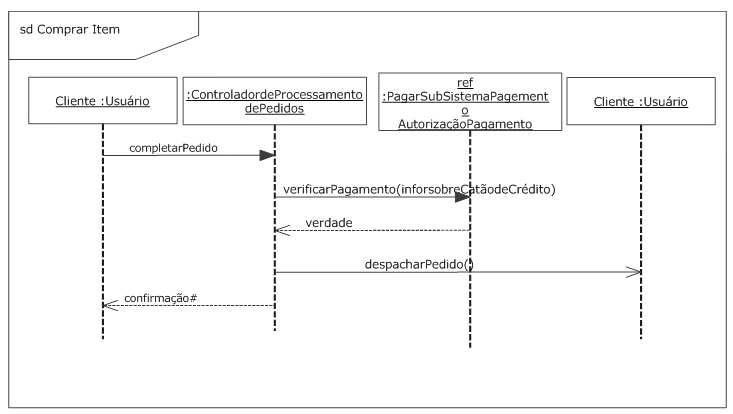 sd Comprar Item
Cliente :Usuário
:ControladordeProcessamento
dePedidos
ref
:PagarSubSistemaPagement
o
AutorizaçãoPagamento
Cliente :Usuário
completarPedido
verificarPagamento(inforsobreCatãodeCrédito)
verdade
despacharPedido()
confirmação#